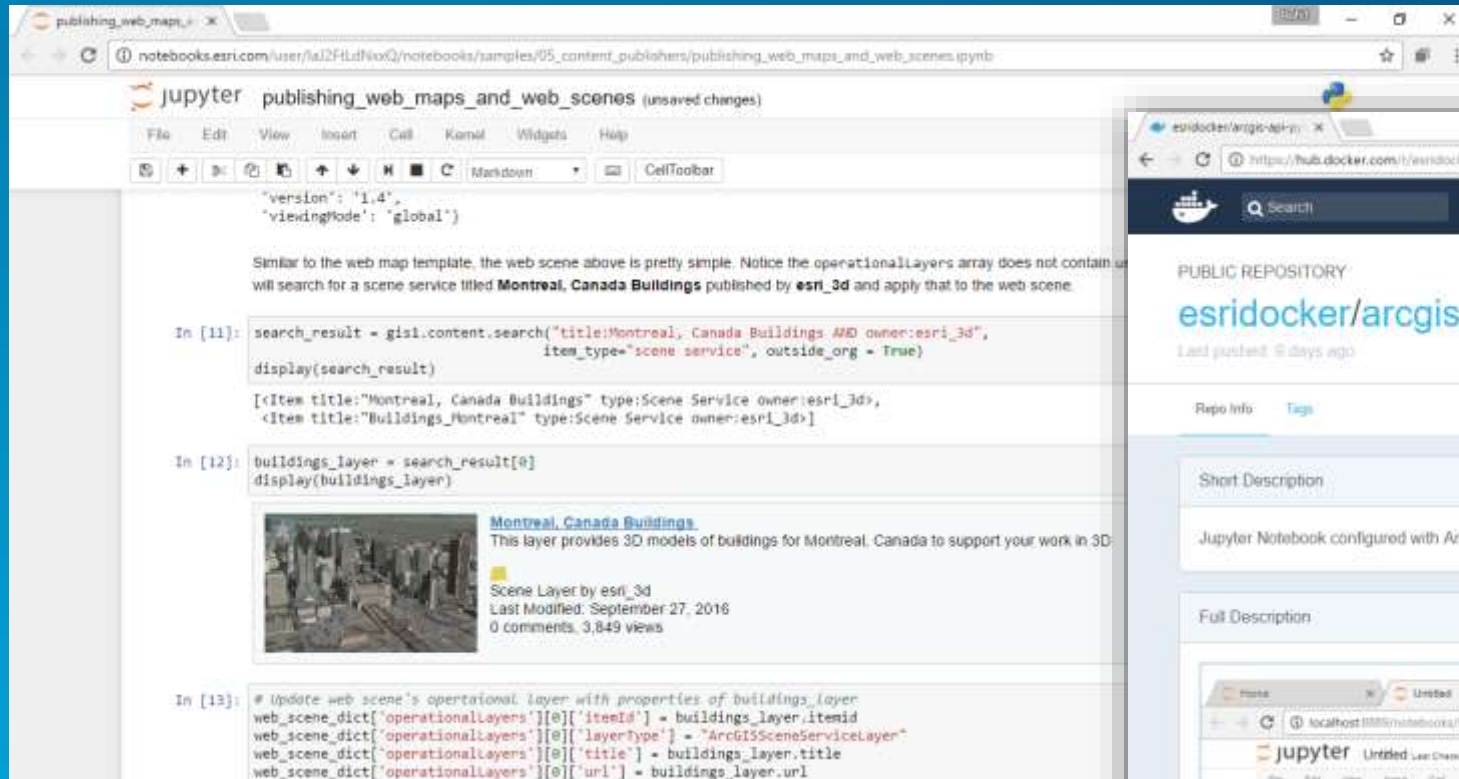 publishing_web_maps_
notebooks.esri.com/user/
/notebooks/samples/05_content_publishers/publishing_web_maps_and_web_scenes.ipynb
jupyter publishing_web_maps_and_web_scenes (unsaved changes)
File Edit View Insert Cell Kernel Widgets Help
Markdown CellToolbar
'version': '1.4',
'viewingMode': 'global'}
Similar to the web map template, the web scene above is pretty simple. Notice the operationalLayers array does not contain
will search for a scene service titled Montreal, Canada Buildings published by esri_3d and apply that to the web scene.
In [11]: search_result = gis1.content.search("title:Montreal, Canada Buildings AND owner:esri_3d",
item_type="scene service", outside_org = True)
display(search_result)
[<Item title:"Montreal, Canada Buildings" type:Scene Service owner:esri_3d>,
<Item title:"Buildings_Montreal" type:Scene Service owner:esri_3d>]
In [12]: buildings_layer = search_result[0]
display(buildings_layer)
Montreal, Canada Buildings
This layer provides 3D models of buildings for Montreal, Canada to support your work in 3D
Scene Layer by esri_3d
Last Modified: September 27, 2016
0 comments, 3,849 views
In [13]: # Update web scene's opertaional layer with properties of buildings_layer
web_scene_dict['operationalLayers'][0]['itemId'] = buildings_layer.itemid
web_scene_dict['operationalLayers'][0]['layerType'] = "ArcGISSceneServiceLayer"
web_scene_dict['operationalLayers'][0]['title'] = buildings_layer.title
web_scene_dict['operationalLayers'][0]['url'] = buildings_layer.url
esridocker/arcgis-api-py
https://hub.docker.com/r/esridock
Search
PUBLIC REPOSITORY
esridocker/arcgis
Last pushed: 9 days ago
Repo Info Tags
Short Description
Jupyter Notebook configured with Ar
Full Description
Home Untitled
localhost:8888/notebooks/
jupyter Untitled